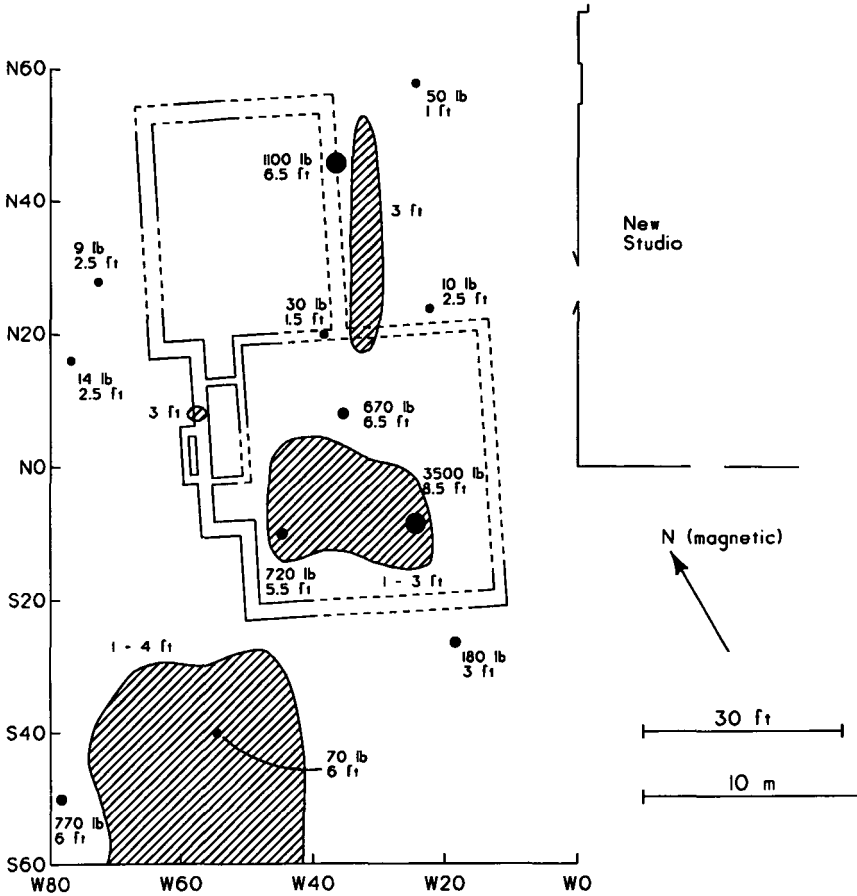 N60
50 lb
1 ft
1100 lb
6.5 ft
N40
3 ft
New
Studio
9 lb
2.5 ft
10 lb
2.5 ft
30 lb
1.5 ft
N20
14 lb
2.5 ft
3 ft
670 lb
6.5 ft
N0
3500 lb
8.5 ft
N (magnetic)
720 lb
5.5 ft
1 - 3 ft
S20
1 - 4 ft
180 lb
3 ft
30 ft
S40
70 lb
6 ft
10 m
770 lb
6 ft
S60
W80
W60
W40
W20
W0